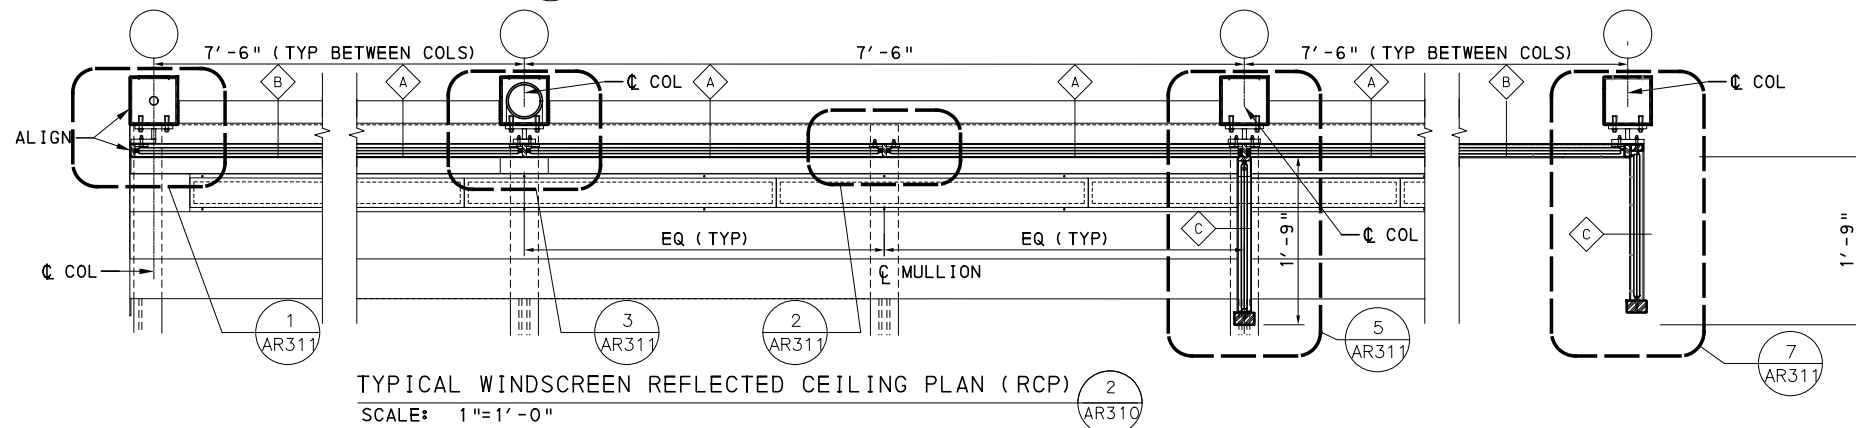 7'-6" (TYP BETWEEN COLS)
7'-6"
7'-6" (TYP BETWEEN COLS)
B
A
℄ COL
A
A
A
B
℄ COL
ALIGN
C
1'-9"
℄ COL
C
1'-9"
EQ (TYP)
EQ (TYP)
℄ COL
℄ MULLION
1
AR311
3
AR311
2
AR311
5
AR311
7
AR311
TYPICAL WINDSCREEN REFLECTED CEILING PLAN (RCP)
2
AR310
SCALE: 1"=1'-0"